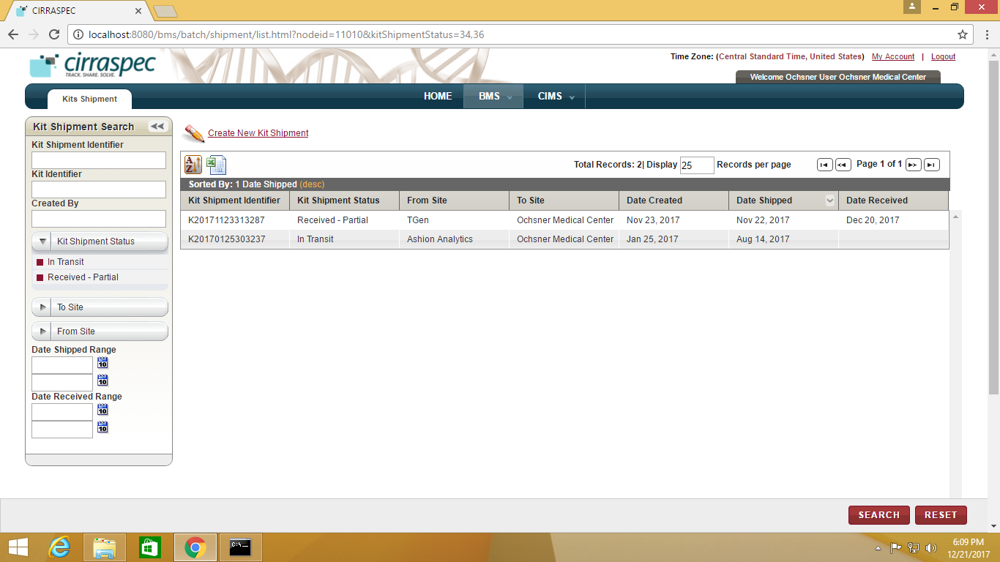 CIRRASPEC
localhost:8080/bms/batch/shipment/list.html?nodeid=11010&kitShipmentStatus=34,36
cirraspec
TRACK. SHARE. SOLVE.
Time Zone: (Central Standard Time, United States) My Account | Logout
Welcome Ochsner User Ochsner Medical Center
Kits Shipment
HOME BMS CIMS
Kit Shipment Search
Kit Shipment Identifier
Kit Identifier
Created By
Kit Shipment Status
In Transit
Received - Partial
To Site
From Site
Date Shipped Range
10
10
Date Received Range
10
10
Create New Kit Shipment
A
Z
Total Records: 2| Display 25 Records per page Page 1 of 1
Sorted By: 1 Date Shipped (desc)
Kit Shipment Identifier Kit Shipment Status From Site To Site Date Created Date Shipped Date Received
K20171123313287 Received - Partial TGen Ochsner Medical Center Nov 23, 2017 Nov 22, 2017 Dec 20, 2017
K20170125303237 In Transit Ashion Analytics Ochsner Medical Center Jan 25, 2017 Aug 14, 2017
SEARCH RESET
C:\.
6:09 PM
12/21/2017